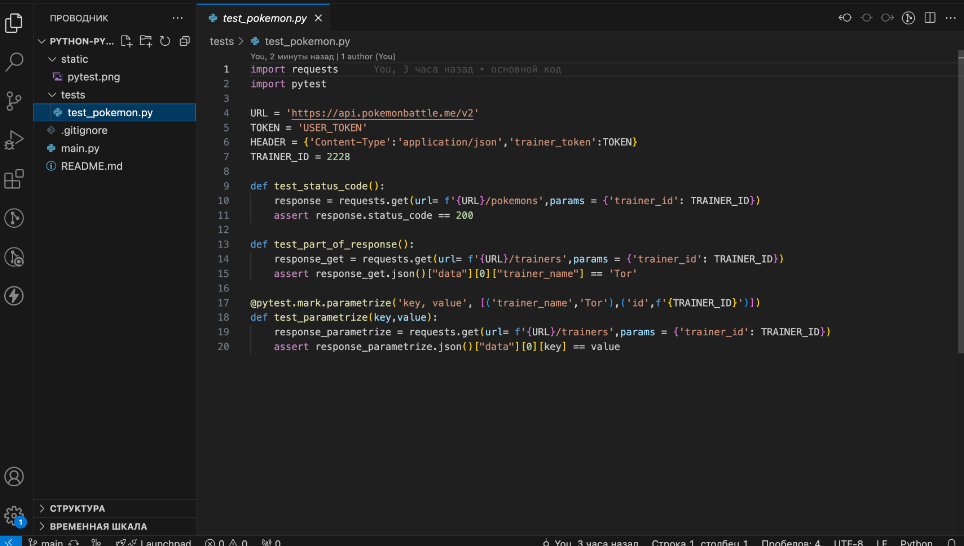 ПРОВОДНИК
test_pokemon.py
PYTHON-PY...
static
pytest.png
tests
test_pokemon.py
.gitignore
main.py
README.md
tests > test_pokemon.py
You, 2 минуты назад | 1 author (You)
1 import requests You, 3 часа назад • основной код
2 import pytest
3
4 URL = 'https://api.pokemonbattle.me/v2'
5 TOKEN = 'USER_TOKEN'
6 HEADER = {'Content-Type':'application/json','trainer_token':TOKEN}
7 TRAINER_ID = 2228
8
9 def test_status_code():
10 response = requests.get(url= f'{URL}/pokemons',params = {'trainer_id': TRAINER_ID})
11 assert response.status_code == 200
12
13 def test_part_of_response():
14 response_get = requests.get(url= f'{URL}/trainers',params = {'trainer_id': TRAINER_ID})
15 assert response_get.json()["data"][0]["trainer_name"] == 'Tor'
16
17 @pytest.mark.parametrize('key, value', [('trainer_name','Tor'),('id',f'{TRAINER_ID}')])
18 def test_parametrize(key,value):
19 response_parametrize = requests.get(url= f'{URL}/trainers',params = {'trainer_id': TRAINER_ID})
20 assert response_parametrize.json()["data"][0][key] == value
СТРУКТУРА
1
ВРЕМЕННАЯ ШКАЛА
main Launchpad 0 0 0 You, 3 часа назад Строка 1, столбец 1 Пробелов: 4 UTF-8 LF Python